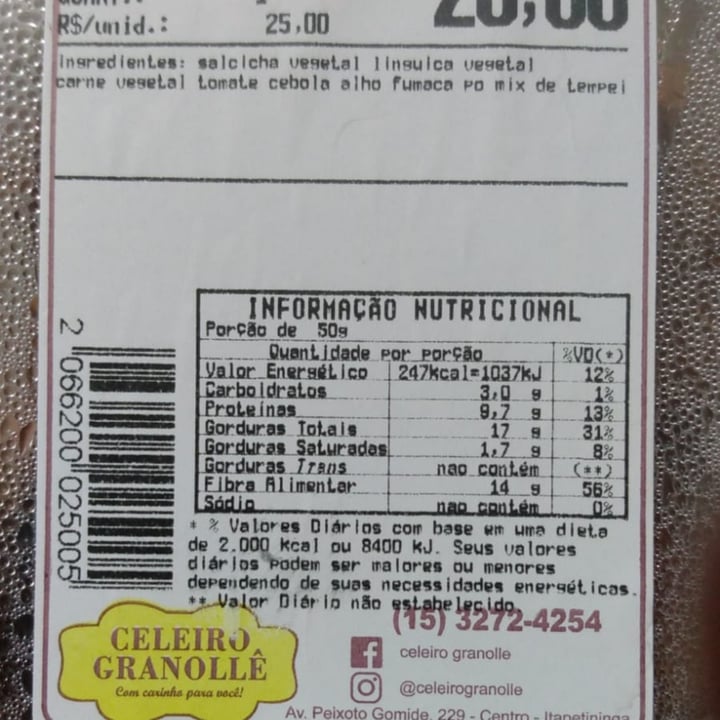 R$/unid.: 25,00
Ingredientes: salcicha vegetal linguica vegetal
carne vegetal tomate cebola alho fumaca po mix de tempei
INFORMAÇÃO NUTRICIONAL
Porção de 50g
Quantidade por porção %VD(*)
Valor Energético 247kcal=1037kJ 12%
Carboidratos 3,0 g 1%
Proteínas 9,7 g 13%
Gorduras Totais 17 g 31%
Gorduras Saturadas 1,7 g 8%
Gorduras Trans nao contém (**)
Fibra Alimentar 14 g 56%
Sódio nao contém 0%
* % Valores Diários com base em uma dieta
de 2.000 kcal ou 8400 kJ. Seus valores
diários podem ser maiores ou menores
dependendo de suas necessidades energéticas.
** Valor Diário não estabelecido.
2 066200 025005
CELEIRO
GRANOLLÊ
Com carinho para você!
(15) 3272-4254
celeiro granolle
@celeirogranolle
Av. Peixoto Gomide, 229 - Centro - Itapetininga